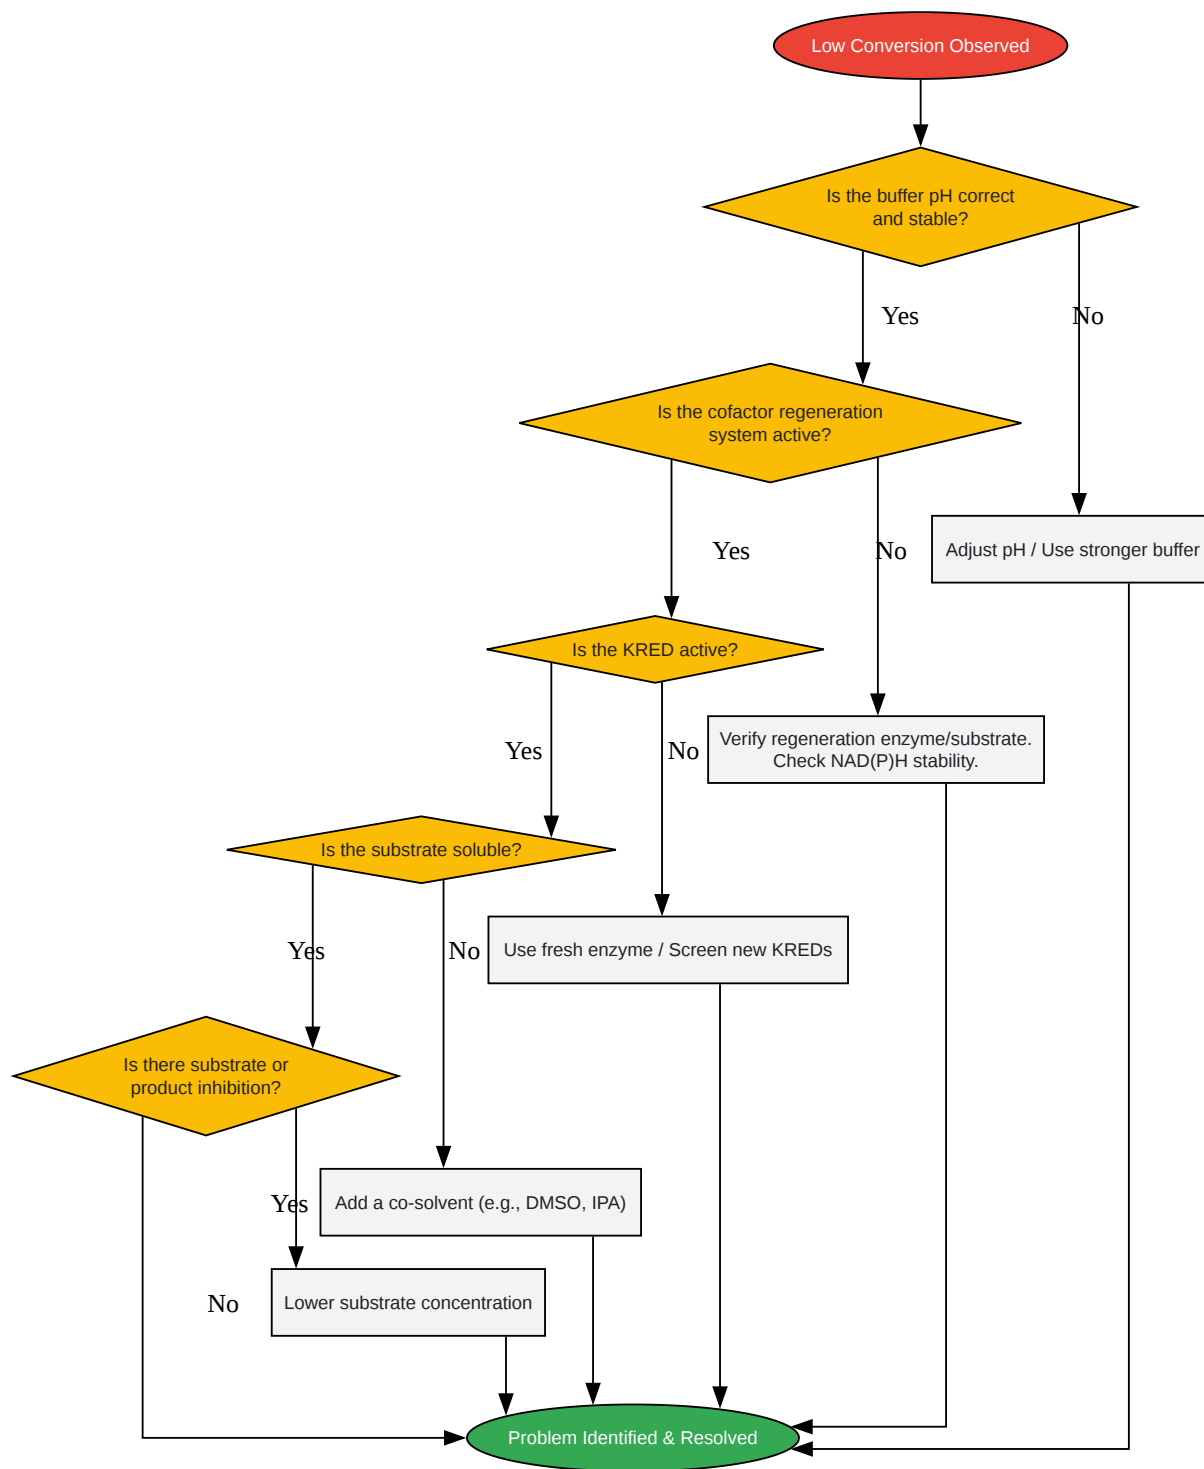 Low Conversion Observed
Is the buffer pH correct
and stable?
Yes
No
Is the cofactor regeneration
system active?
Yes
No
Adjust pH / Use stronger buffer
Is the KRED active?
Yes
No
Verify regeneration enzyme/substrate.
Check NAD(P)H stability.
Is the substrate soluble?
Yes
No
Use fresh enzyme / Screen new KREDs
Is there substrate or
product inhibition?
Yes
Add a co-solvent (e.g., DMSO, IPA)
No
Lower substrate concentration
Problem Identified & Resolved